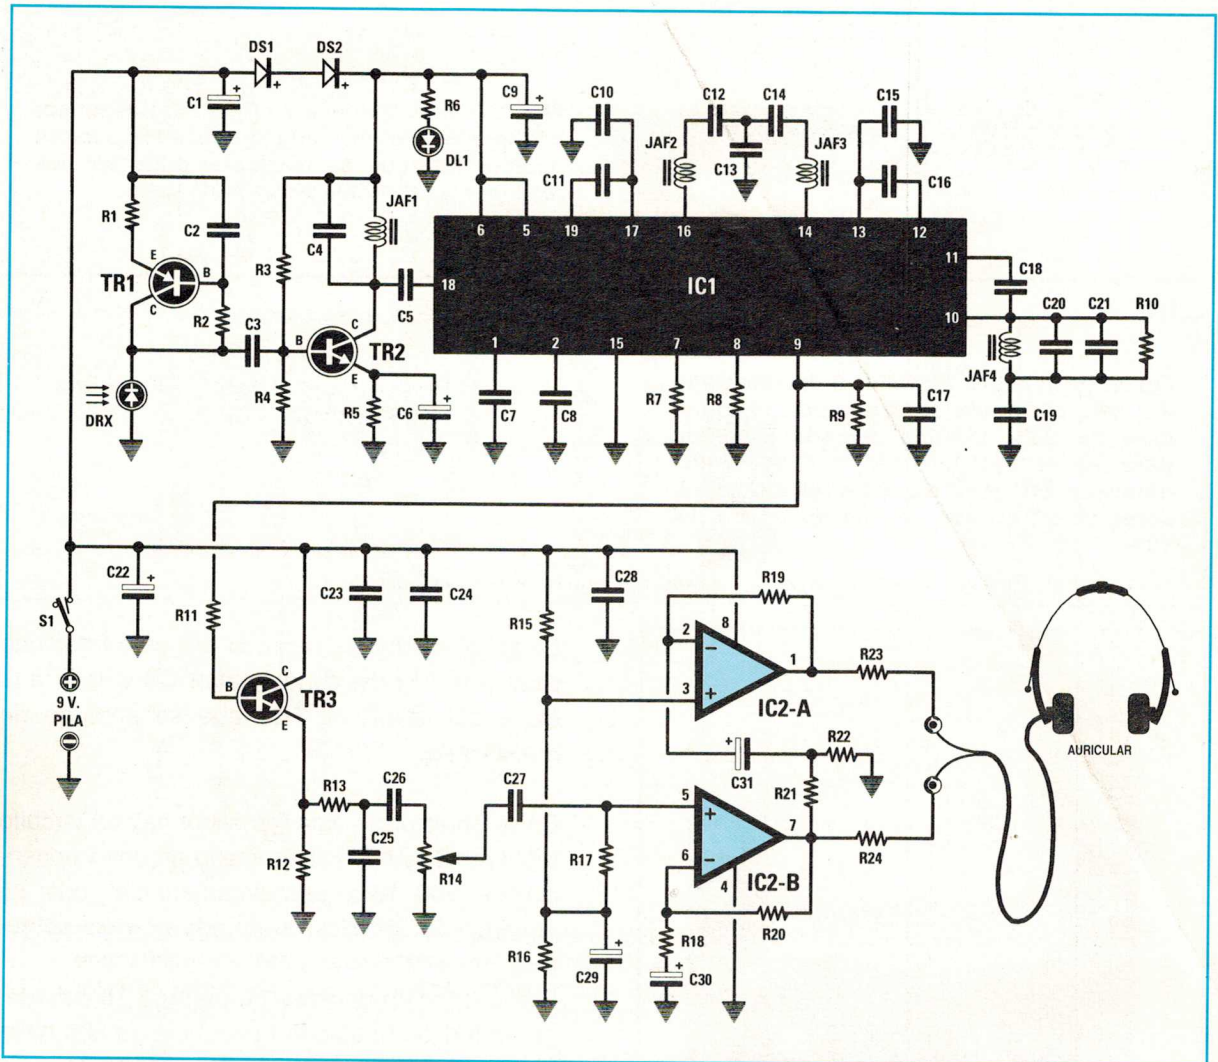 DS1 DS2
C1
R6
C9
C10
C12 C14
C15
DL1
JAF2
C13
JAF3
C11
C16
R1
C2
JAF1
C4
R3
E
TR1
B
C
R2
C3
C5
6 5 19 17 16 14 13 12
18
IC1
11
10
1 2 15 7 8 9
C18
C20 C21 R10
JAF4
B
C
TR2
E
DRX
R4
R5
C6
C7
C8
R7
R8
R9
C17
C19
C22
S1
R11
C23
C24
R15
C28
R19
2
8
1
3
IC2-A
R23
9 V.
PILA
B
C
TR3
E
C31
R22
R21
AURICULAR
R13
C26
C27
C25
R12
R14
R17
5
7
6
4
IC2-B
R24
R20
R16
C29
R18
C30